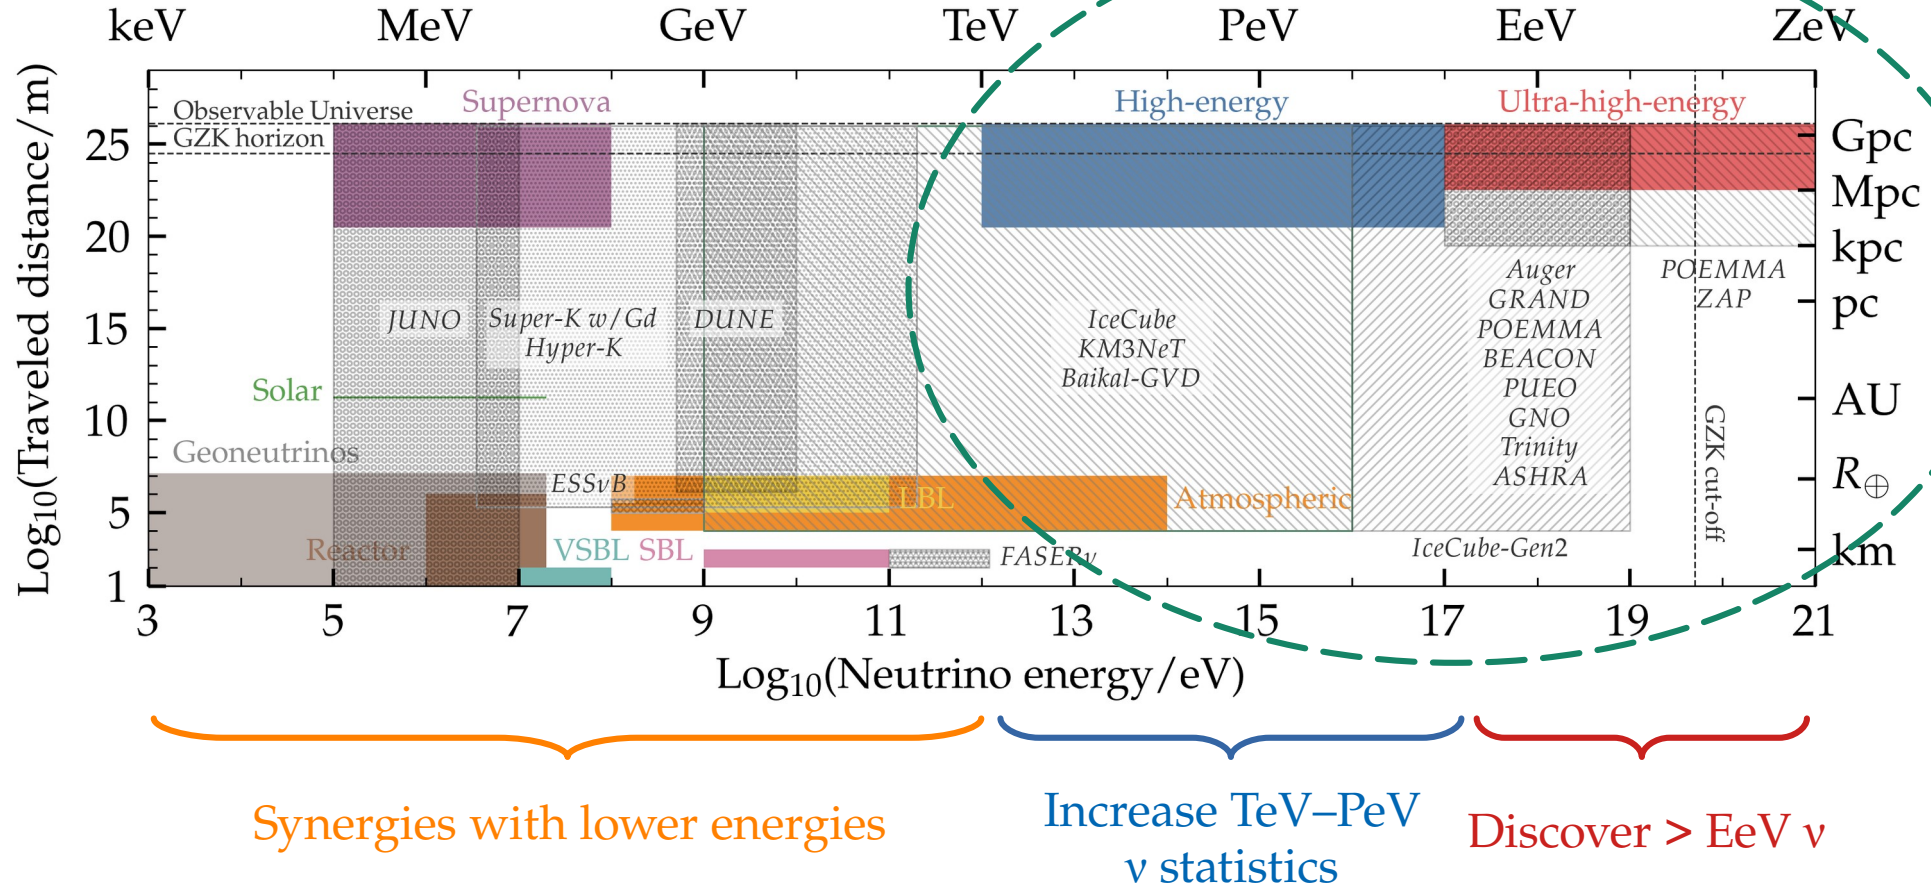 keV MeV GeV TeV PeV EeV ZeV
Observable Universe
Supernova
High-energy
Ultra-high-energy
GZK horizon
Log10(Traveled distance/m)
25
20
15
10
5
1
Gpc
Mpc
kpc
pc
AU
R⊕
km
JUNO
Super-K w/Gd
Hyper-K
DUNE
IceCube
KM3NeT
Baikal-GVD
Auger
GRAND
POEMMA
BEACON
PUEO
GNO
Trinity
ASHRA
POEMMA
ZAP
Solar
Geoneutrinos
ESSνB
LBL
Atmospheric
GZK cut-off
Reactor
VSBL
SBL
FASERν
IceCube-Gen2
3 5 7 9 11 13 15 17 19 21
Log10(Neutrino energy/eV)
Synergies with lower energies
Increase TeV–PeV
ν statistics
Discover > EeV ν